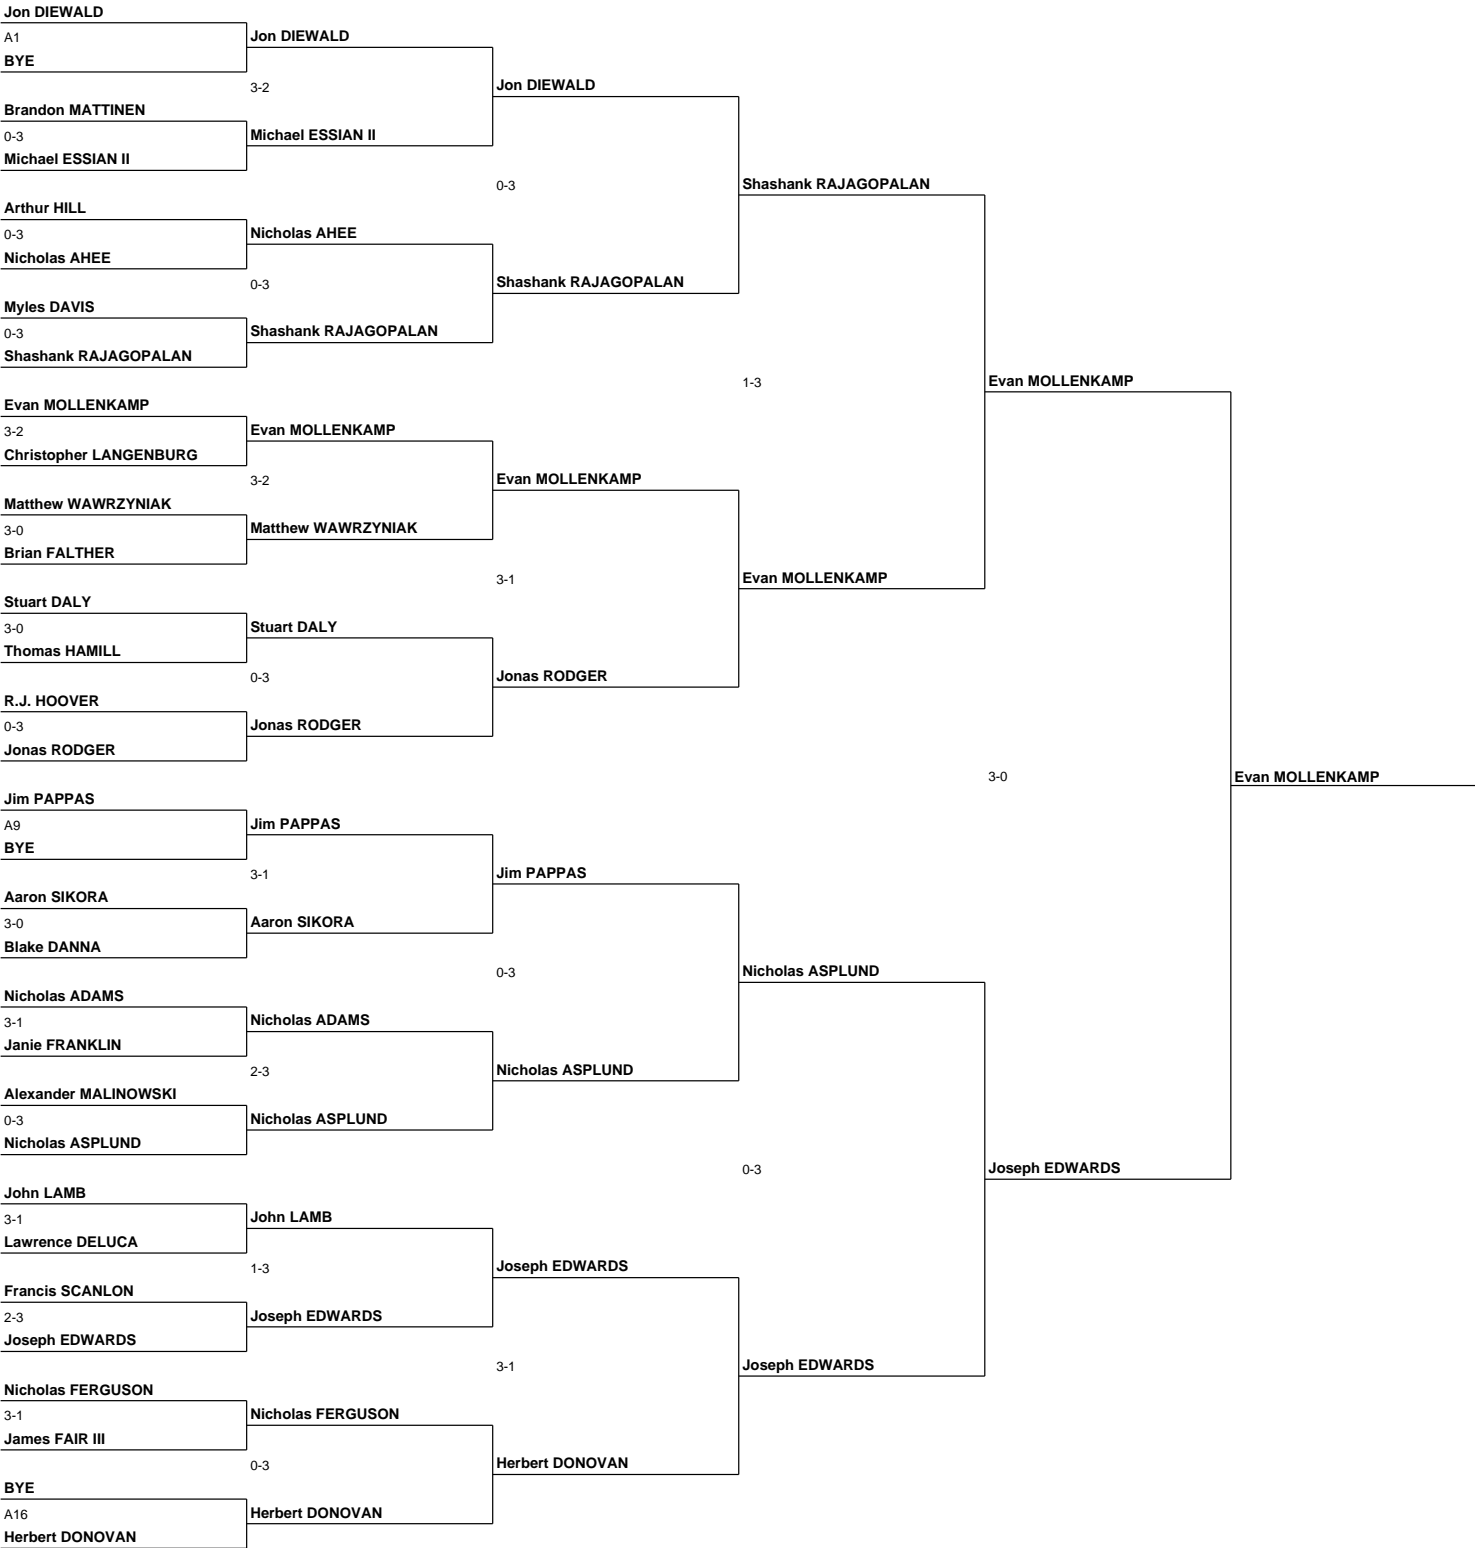 Jon DIEWALD
A1
BYE
Brandon MATTINEN
0-3
Michael ESSIAN II
Arthur HILL
0-3
Nicholas AHEE
Myles DAVIS
0-3
Shashank RAJAGOPALAN
Evan MOLLENKAMP
3-2
Christopher LANGENBURG
Matthew WAWRZYNIAK
3-0
Brian FALTHER
Stuart DALY
3-0
Thomas HAMILL
R.J. HOOVER
0-3
Jonas RODGER
Jim PAPPAS
A9
BYE
Aaron SIKORA
3-0
Blake DANNA
Nicholas ADAMS
3-1
Janie FRANKLIN
Alexander MALINOWSKI
0-3
Nicholas ASPLUND
John LAMB
3-1
Lawrence DELUCA
Francis SCANLON
2-3
Joseph EDWARDS
Nicholas FERGUSON
3-1
James FAIR III
BYE
A16
Herbert DONOVAN
Jon DIEWALD
3-2
Michael ESSIAN II
Nicholas AHEE
0-3
Shashank RAJAGOPALAN
Evan MOLLENKAMP
3-2
Matthew WAWRZYNIAK
Stuart DALY
0-3
Jonas RODGER
Jim PAPPAS
3-1
Aaron SIKORA
Nicholas ADAMS
2-3
Nicholas ASPLUND
John LAMB
1-3
Joseph EDWARDS
Nicholas FERGUSON
0-3
Herbert DONOVAN
Jon DIEWALD
0-3
Shashank RAJAGOPALAN
Evan MOLLENKAMP
3-1
Jonas RODGER
Jim PAPPAS
0-3
Nicholas ASPLUND
Joseph EDWARDS
3-1
Herbert DONOVAN
Shashank RAJAGOPALAN
1-3
Evan MOLLENKAMP
Nicholas ASPLUND
0-3
Joseph EDWARDS
Evan MOLLENKAMP
3-0
Joseph EDWARDS
Evan MOLLENKAMP